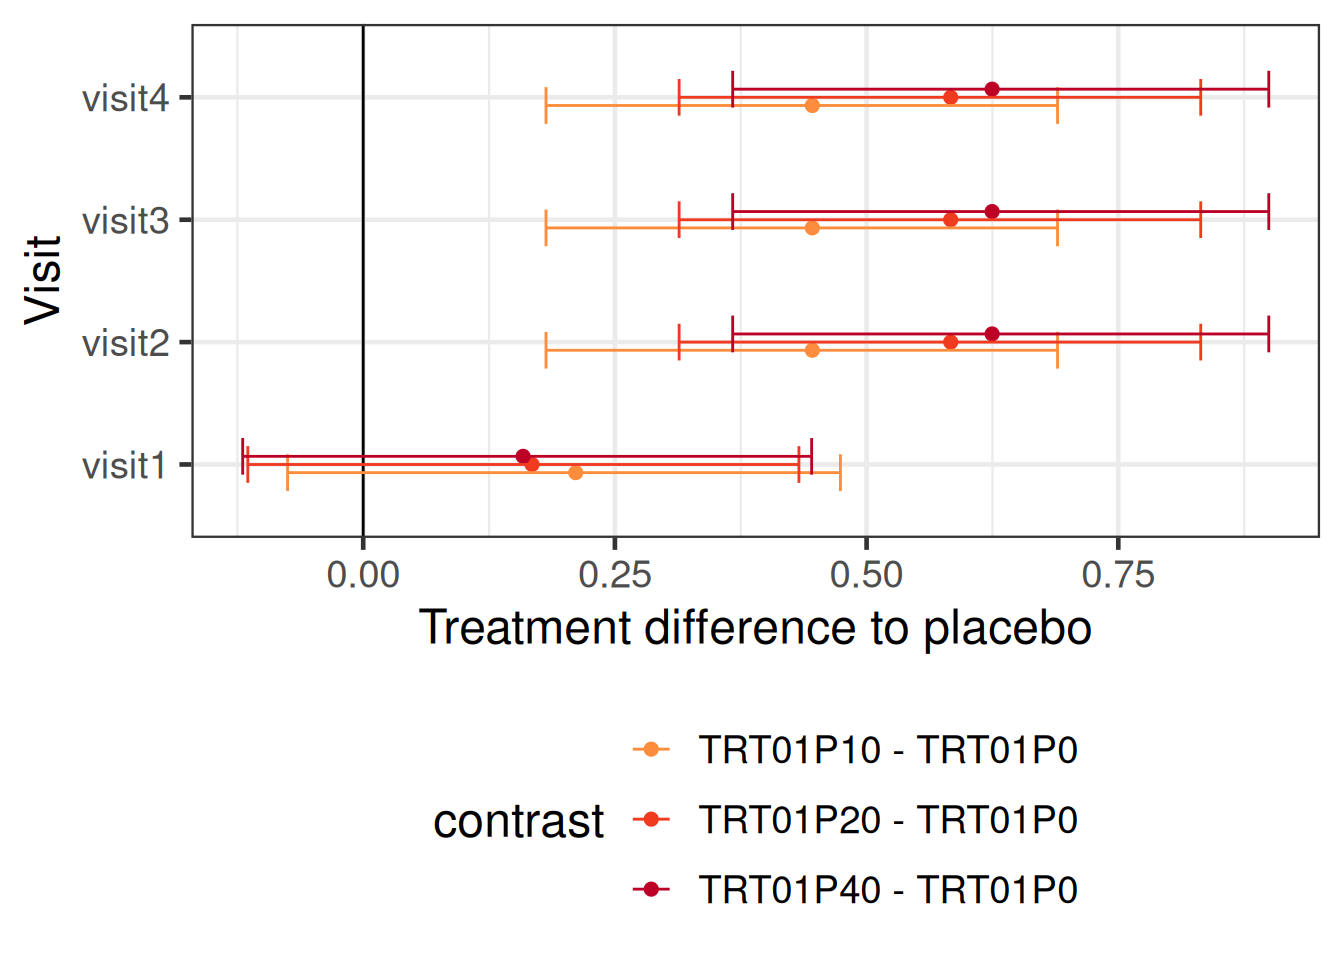 visit4
visit3
visit2
visit1
Visit
0.00 0.25 0.50 0.75
Treatment difference to placebo
contrast
TRT01P10 - TRT01P0
TRT01P20 - TRT01P0
TRT01P40 - TRT01P0